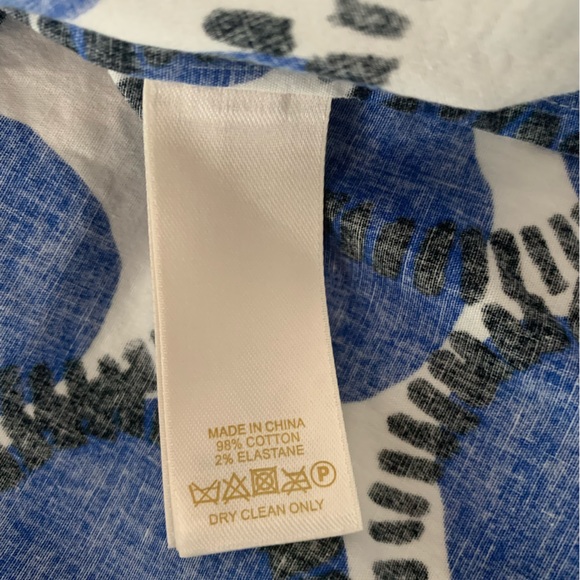 MADE IN CHINA
98% COTTON
2% ELASTANE
P
DRY CLEAN ONLY